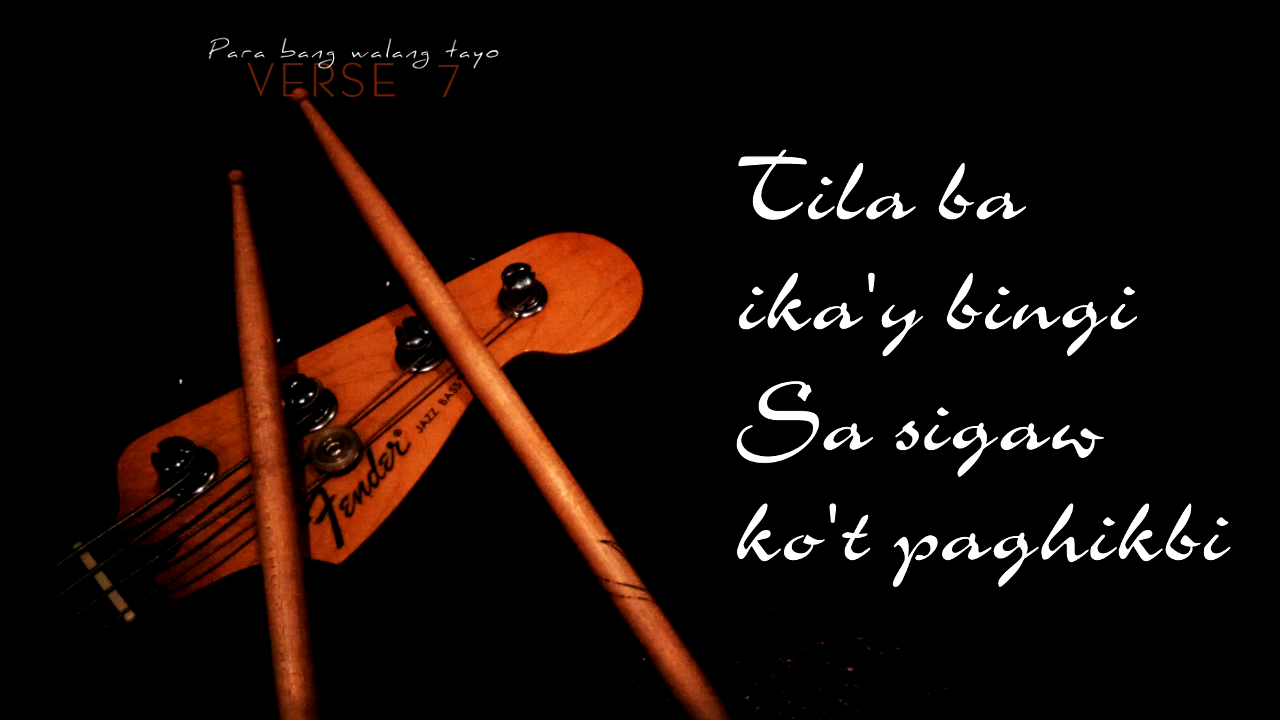 Para bang walang tayo
VERSE 7
Tila ba
ika'y bingi
Sa sigaw
ko't paghikbi
Fender®
JAZZ BASS